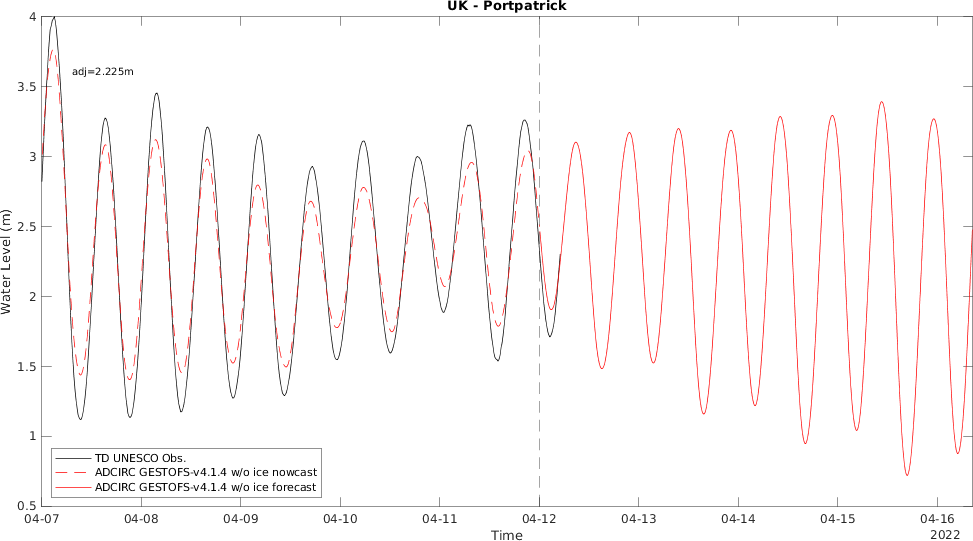 UK - Portpatrick
4
3.5
3
2.5
2
1.5
1
0.5
Water Level (m)
adj=2.225m
TD UNESCO Obs.
ADCIRC GESTOFS-v4.1.4 w/o ice nowcast
ADCIRC GESTOFS-v4.1.4 w/o ice forecast
04-07 04-08 04-09 04-10 04-11 04-12 04-13 04-14 04-15 04-16
Time
2022